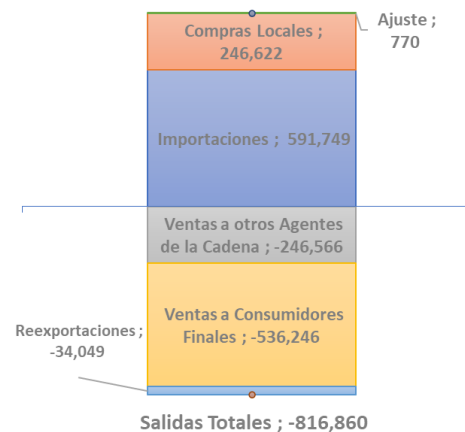 Ajuste ;
770
Compras Locales ;
246,622
Importaciones ; 591,749
Ventas a otros Agentes
de la Cadena ; -246,566
Ventas a Consumidores
Finales ; -536,246
Reexportaciones ;
-34,049
Salidas Totales ; -816,860